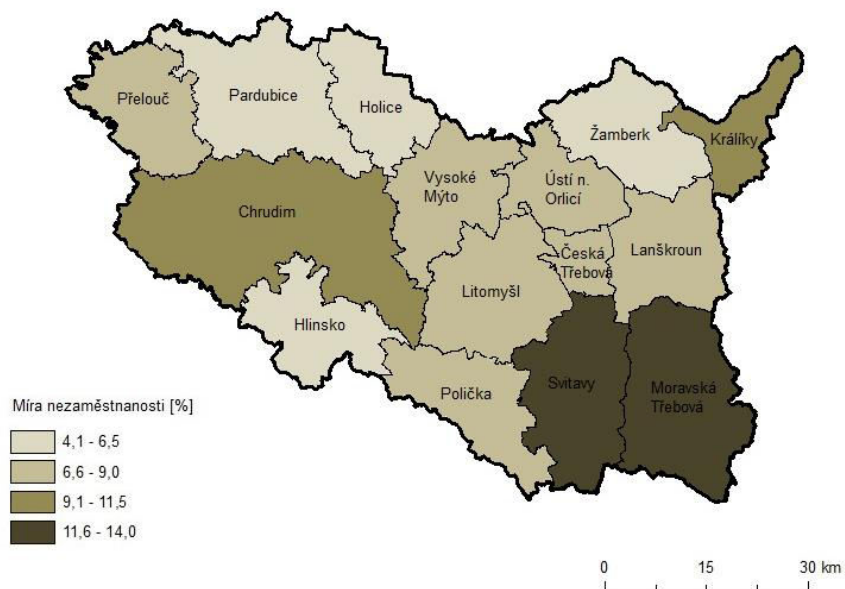 Přelouč
Pardubice
Holice
Žamberk
Králíky
Vysoké
Mýto
Ústí n.
Orlicí
Chrudim
Česká
Třebová
Lanškroun
Litomyšl
Hlinsko
Polička
Svitavy
Moravská
Třebová
Míra nezaměstnanosti [%]
4,1 - 6,5
6,6 - 9,0
9,1 - 11,5
11,6 - 14,0
0 15 30 km